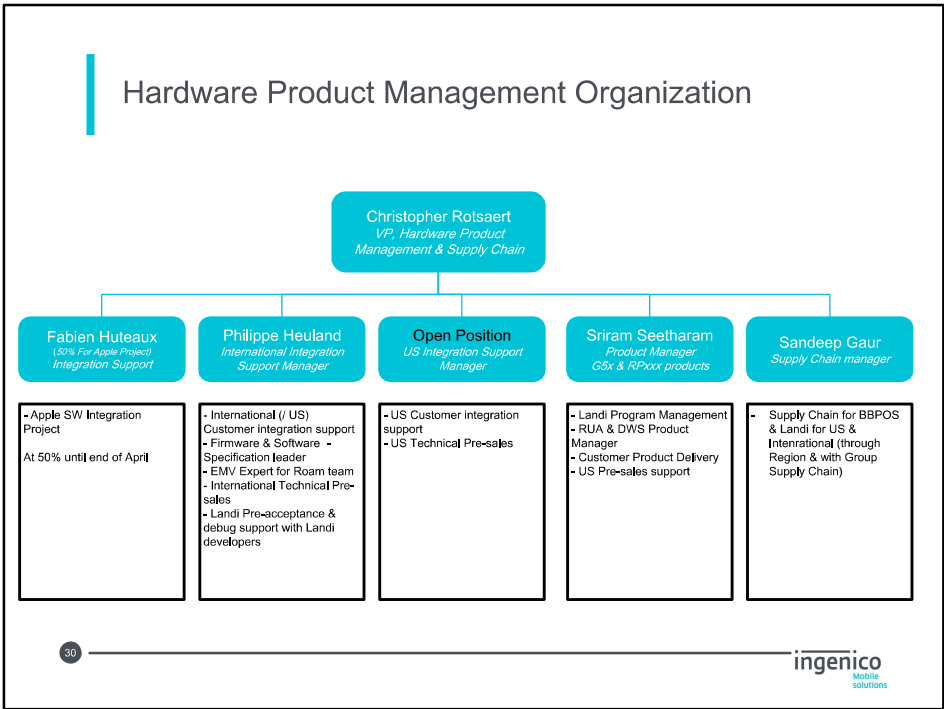 Hardware Product Management Organization
Christopher Rotsaert
VP, Hardware Product
Management & Supply Chain
Fabien Huteaux
(50% For Apple Project)
Integration Support
Philippe Heuland
International Integration
Support Manager
Open Position
US Integration Support
Manager
Sriram Seetharam
Product Manager
G5x & RPxxx products
Sandeep Gaur
Supply Chain manager
- Apple SW Integration
Project
At 50% until end of April
- International (/ US)
Customer integration support
- Firmware & Software -
Specification leader
- EMV Expert for Roam team
- International Technical Pre-
sales
- Landi Pre-acceptance &
debug support with Landi
developers
- US Customer integration
support
- US Technical Pre-sales
- Landi Program Management
- RUA & DWS Product
Manager
- Customer Product Delivery
- US Pre-sales support
- Supply Chain for BBPOS
& Landi for US &
Intenrational (through
Region & with Group
Supply Chain)
30
ingenico
Mobile
solutions